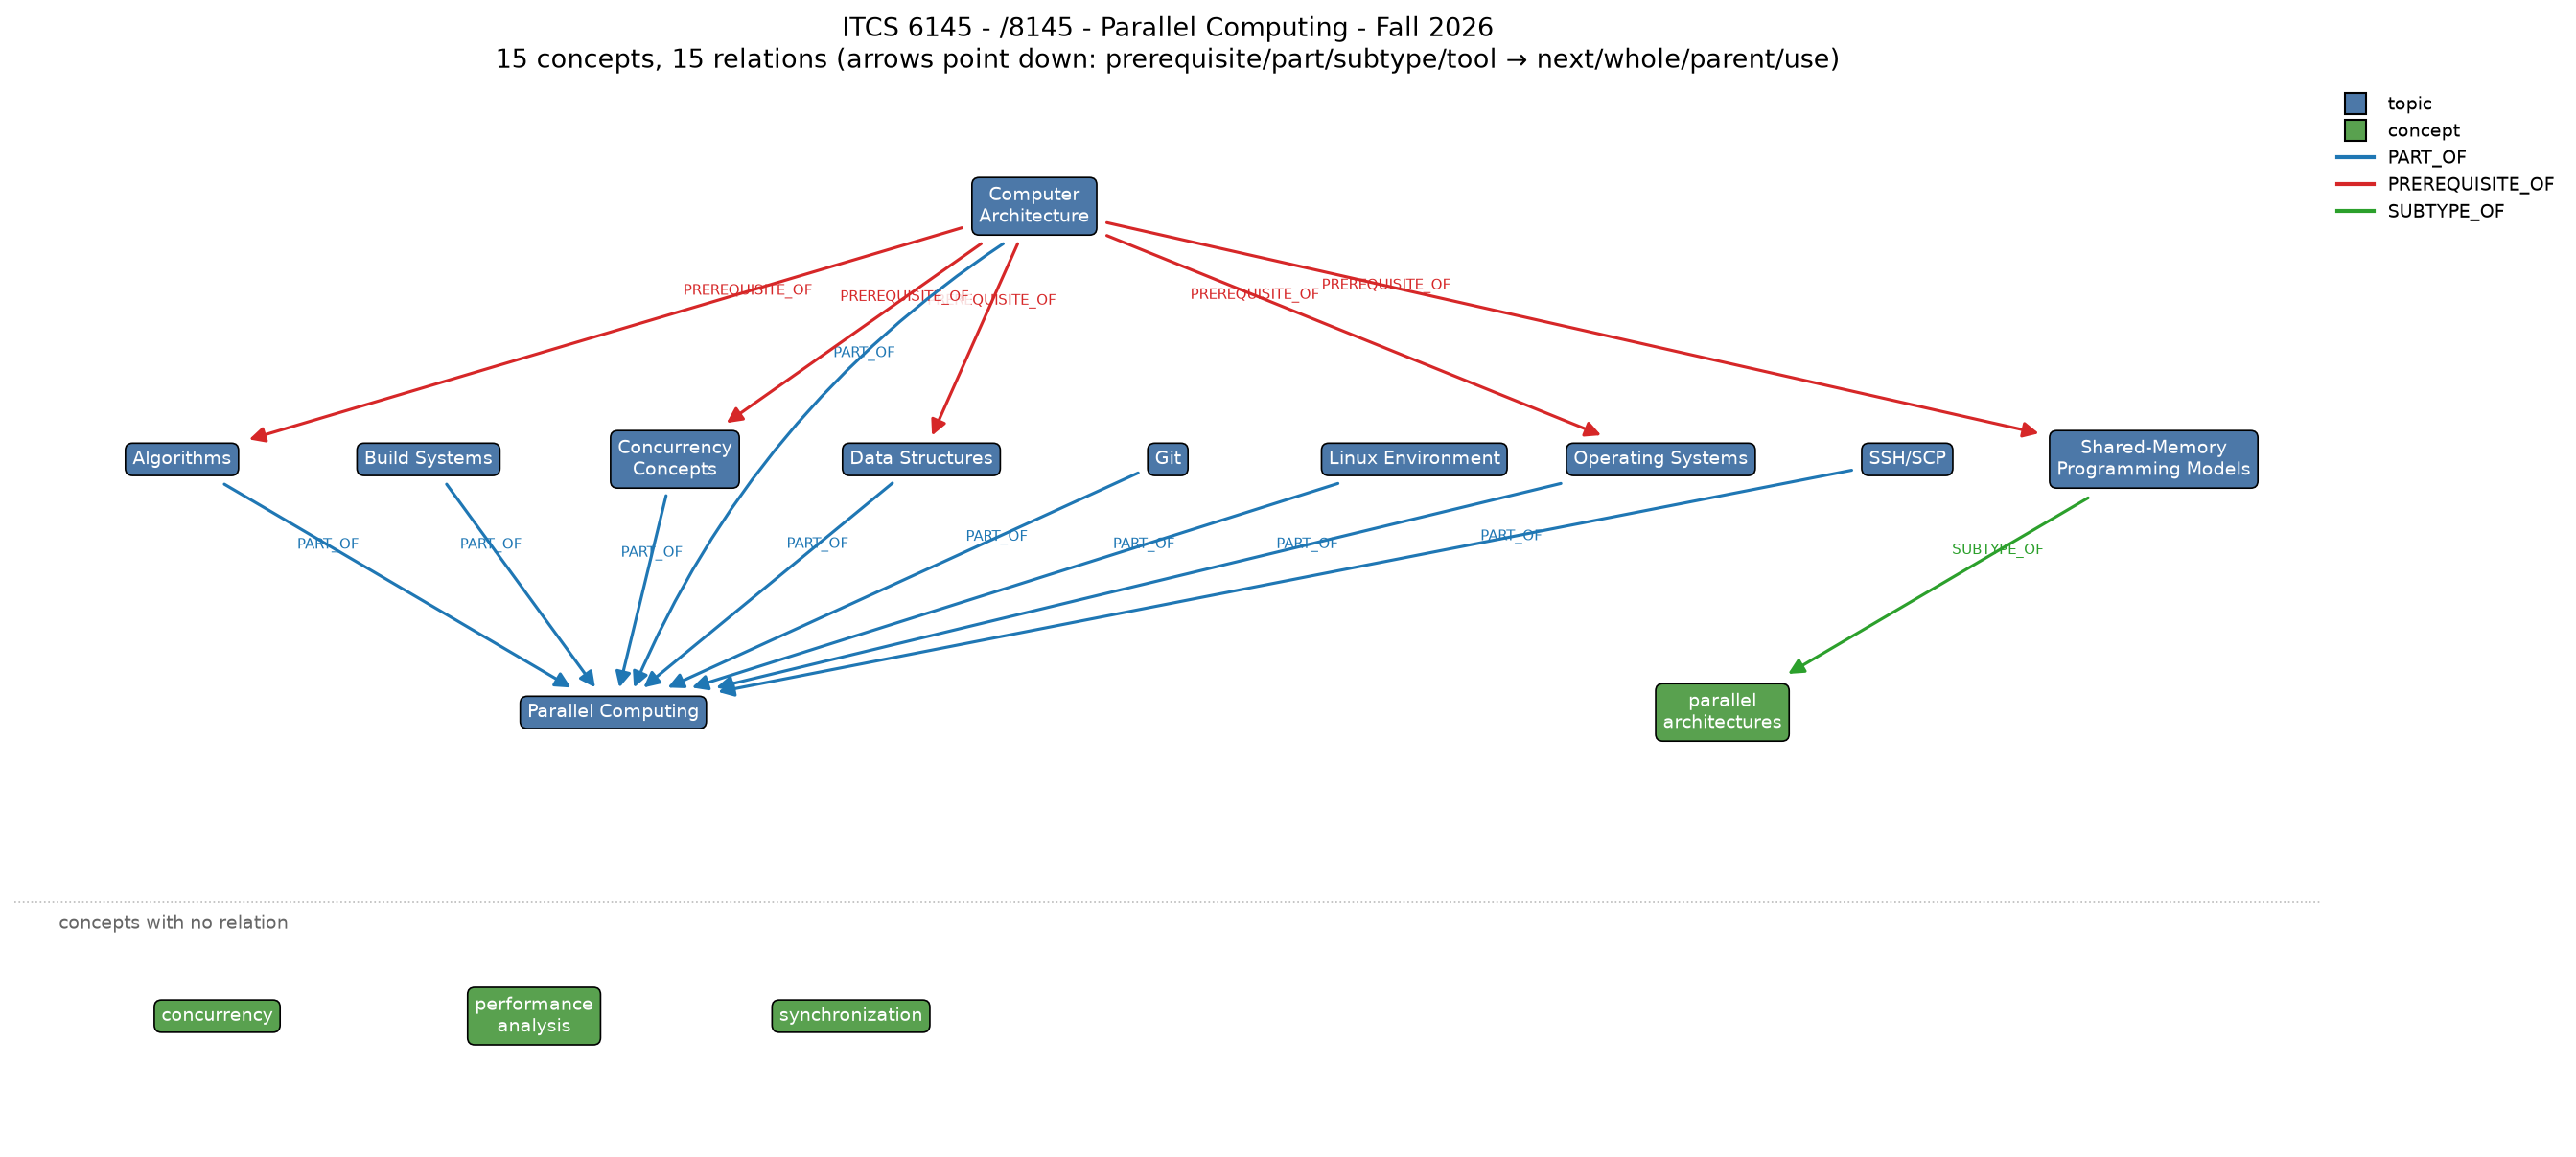 ITCS 6145 - /8145 - Parallel Computing - Fall 2026
15 concepts, 15 relations (arrows point down: prerequisite/part/subtype/tool → next/whole/parent/use)
topic
concept
PART_OF
PREREQUISITE_OF
SUBTYPE_OF
Computer
Architecture
PREREQUISITE_OF
PREREQUISITE_OF
QUISITE_OF
PREREQUISITE_OF
PREREQUISITE_OF
PART_OF
Algorithms
Build Systems
Concurrency
Concepts
Data Structures
Git
Linux Environment
Operating Systems
SSH/SCP
Shared-Memory
Programming Models
PART_OF
PART_OF
PART_OF
PART_OF
PART_OF
PART_OF
PART_OF
PART_OF
SUBTYPE_OF
Parallel Computing
parallel
architectures
concepts with no relation
concurrency
performance
analysis
synchronization